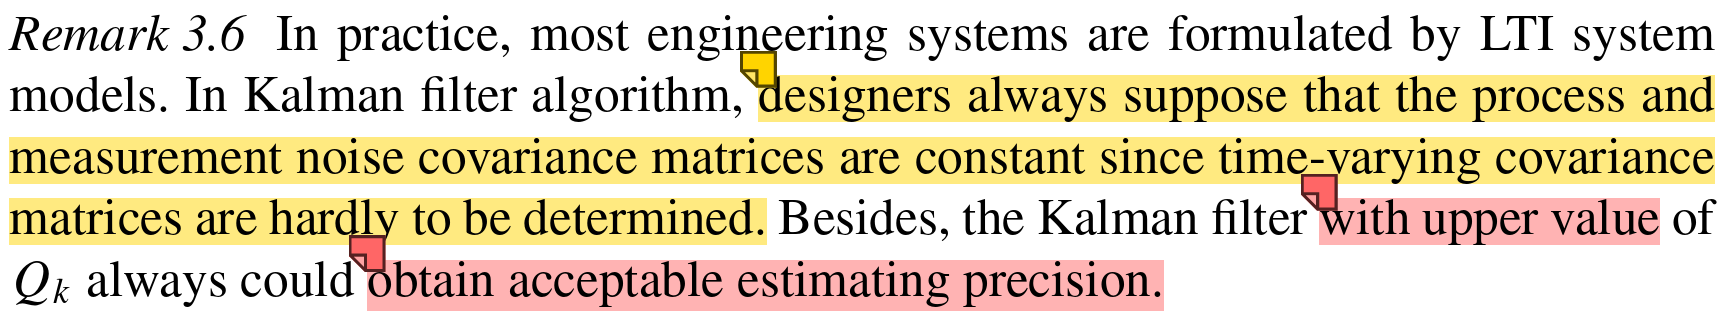 Remark 3.6 In practice, most engineering systems are formulated by LTI system
models. In Kalman filter algorithm, designers always suppose that the process and
measurement noise covariance matrices are constant since time-varying covariance
matrices are hardly to be determined. Besides, the Kalman filter with upper value of
Qk always could obtain acceptable estimating precision.